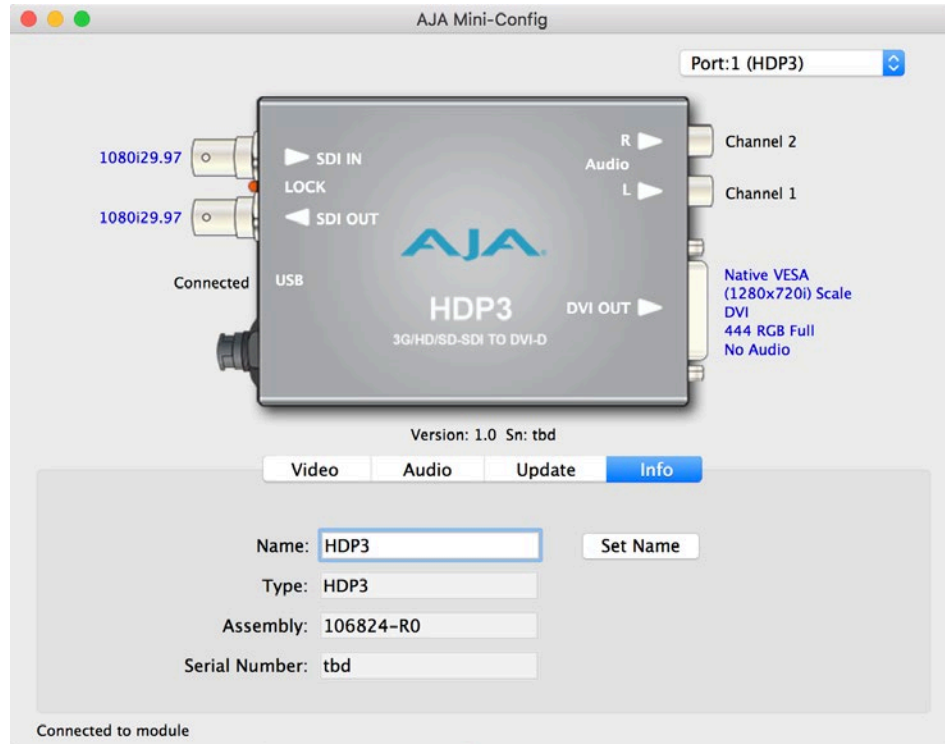 AJA Mini-Config
Port:1 (HDP3)
1080i29.97
SDI IN
LOCK
1080i29.97
SDI OUT
Connected
USB
R
Audio
L
Channel 2
Channel 1
AJA
HDP3
3G/HD/SD-SDI TO DVI-D
DVI OUT
Native VESA
(1280x720i) Scale
DVI
444 RGB Full
No Audio
Version: 1.0 Sn: tbd
Video Audio Update Info
Name: HDP3 Set Name
Type: HDP3
Assembly: 106824-R0
Serial Number: tbd
Connected to module